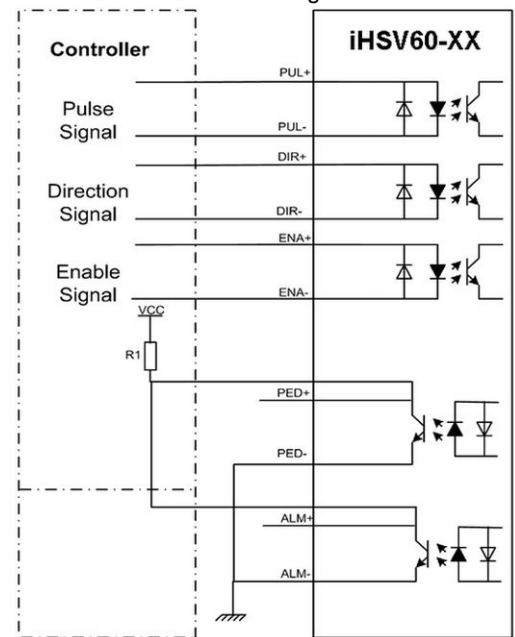 Controller
iHSV60-XX
PUL+
Pulse
Signal
PUL-
DIR+
Direction
Signal
DIR-
ENA+
Enable
Signal
ENA-
VCC
R1
PED+
PED-
ALM+
ALM-